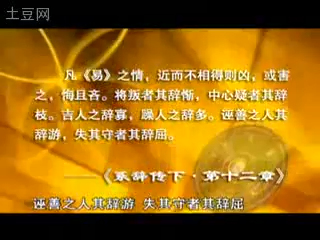 土豆网
凡《易》之情，近而不相得则凶，或害
之，悔且吝。将叛者其辞惭，中心疑者其辞
枝。吉人之辞寡，躁人之辞多。诬善之人其
辞游，失其守者其辞屈。
——《系辞传下·第十二章》
诬善之人其辞游 失其守者其辞屈